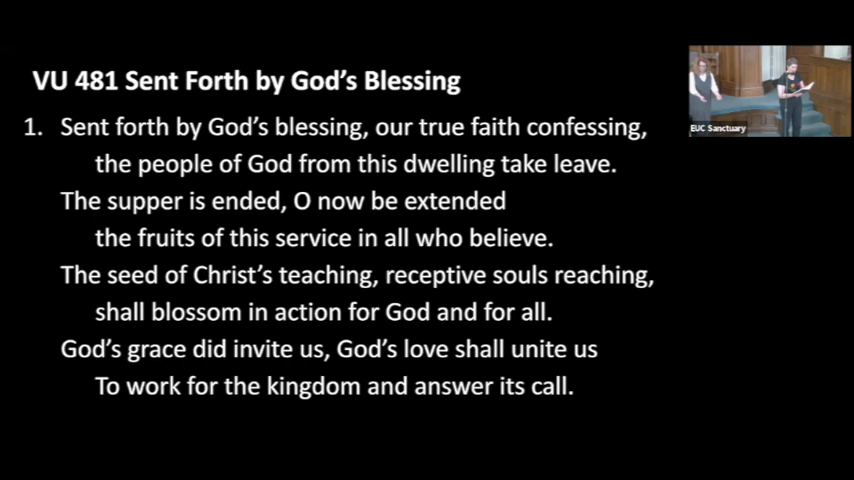 VU 481 Sent Forth by God's Blessing
1. Sent forth by God's blessing, our true faith confessing,
the people of God from this dwelling take leave.
The supper is ended, O now be extended
the fruits of this service in all who believe.
The seed of Christ's teaching, receptive souls reaching,
shall blossom in action for God and for all.
God's grace did invite us, God's love shall unite us
To work for the kingdom and answer its call.
EUC Sanctuary